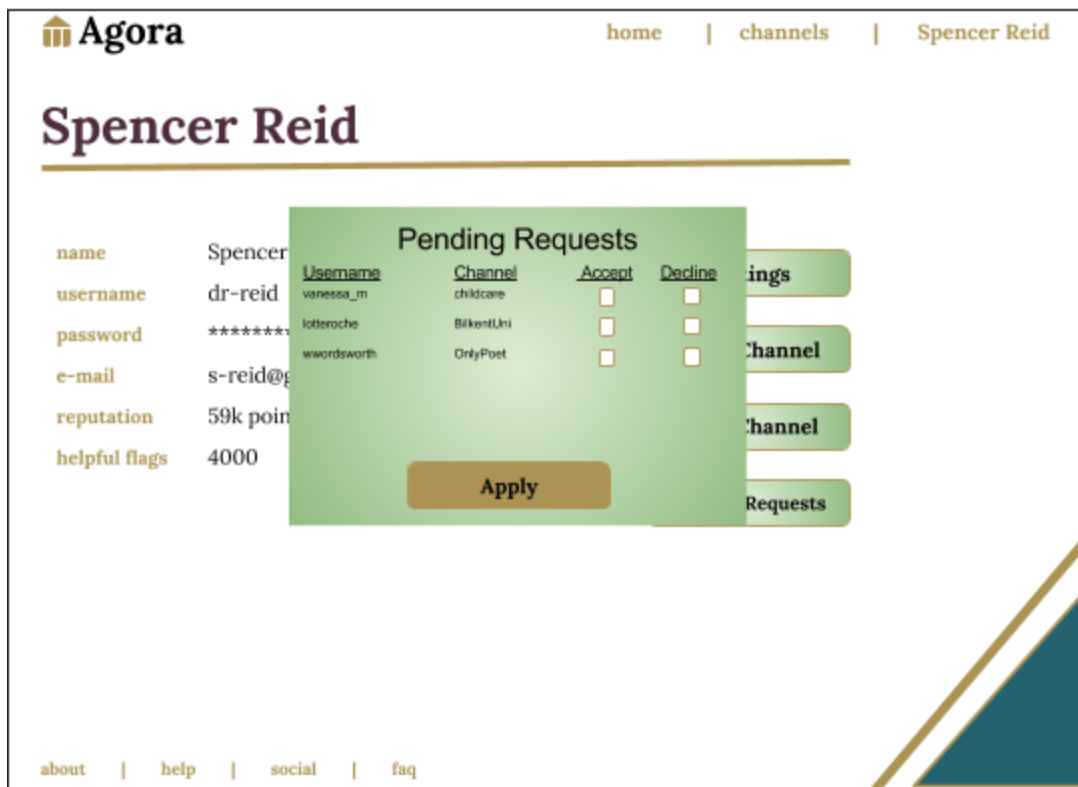 Agora
home | channels | Spencer Reid
Spencer Reid
name Spencer
username dr-reid
password ********
e-mail s-reid@g
reputation 59k poin
helpful flags 4000
Pending Requests
Username Channel Accept Decline
vanessa_m childcare
lotteroche BilkentUni
wwordsworth OnlyPoet
Apply
ings
Channel
Channel
Requests
about | help | social | faq